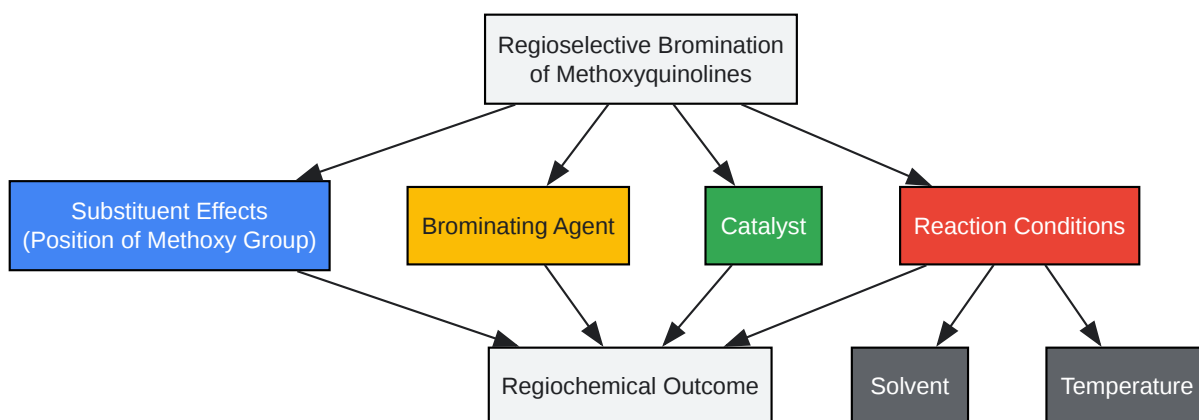 Regioselective Bromination
of Methoxyquinolines
Substituent Effects
(Position of Methoxy Group)
Brominating Agent
Catalyst
Reaction Conditions
Regiochemical Outcome
Solvent
Temperature